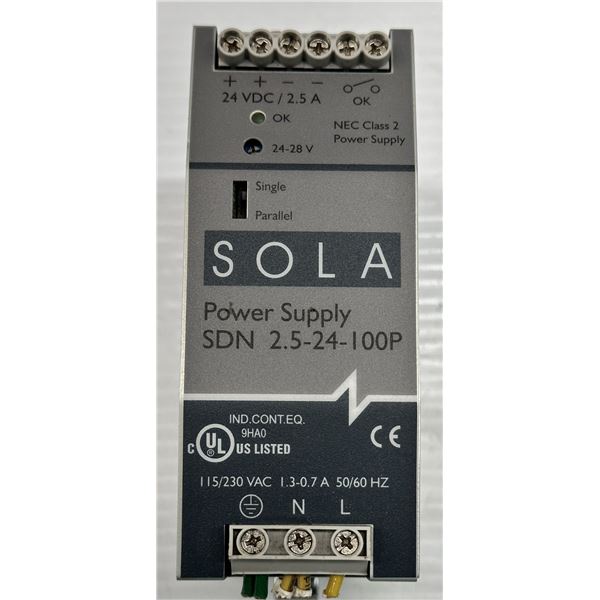 + + − −
24 VDC / 2.5 A
OK
OK
NEC Class 2
Power Supply
24-28 V
Single
Parallel
SOLA
Power Supply
SDN 2.5-24-100P
IND.CONT.EQ.
9HA0
C UL US LISTED
CE
115/230 VAC 1.3-0.7 A 50/60 HZ
N L